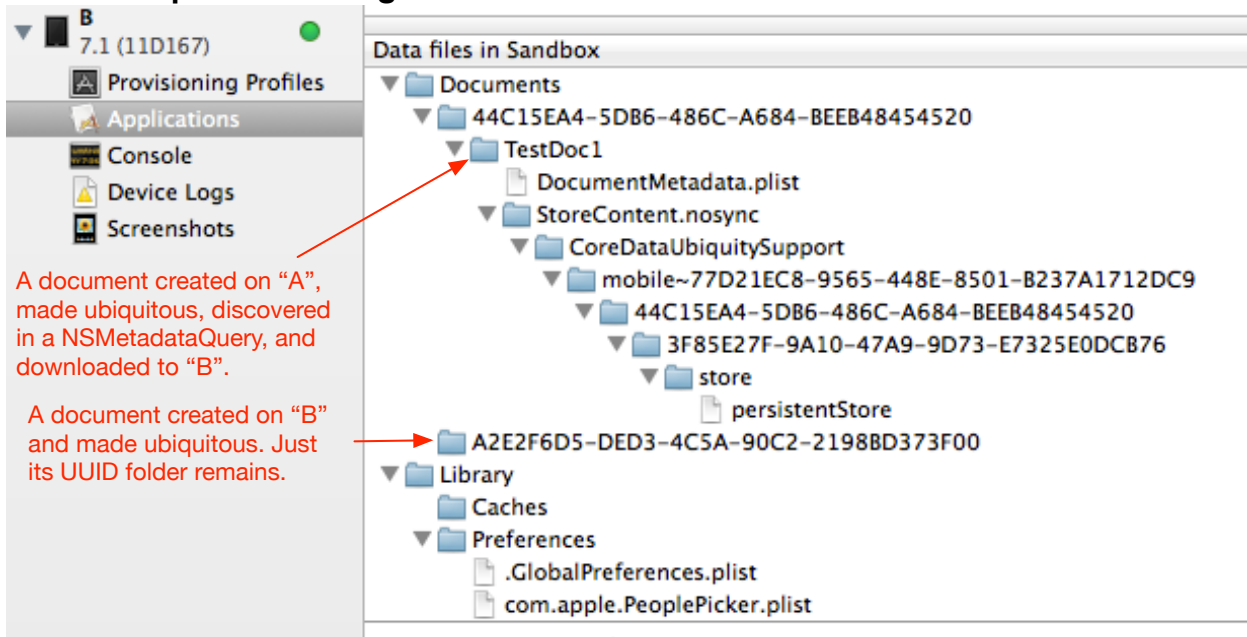 B
7.1 (11D167)
Provisioning Profiles
Applications
Console
Device Logs
Screenshots
A document created on “A”,
made ubiquitous, discovered
in a NSMetadataQuery, and
downloaded to “B”.
A document created on “B”
and made ubiquitous. Just
its UUID folder remains.
Data files in Sandbox
Documents
44C15EA4-5DB6-486C-A684-BEEB48454520
TestDoc1
DocumentMetadata.plist
StoreContent.nosync
CoreDataUbiquitySupport
mobile~77D21EC8-9565-448E-8501-B237A1712DC9
44C15EA4-5DB6-486C-A684-BEEB48454520
3F85E27F-9A10-47A9-9D73-E7325E0DCB76
store
persistentStore
A2E2F6D5-DED3-4C5A-90C2-2198BD373F00
Library
Caches
Preferences
.GlobalPreferences.plist
com.apple.PeoplePicker.plist